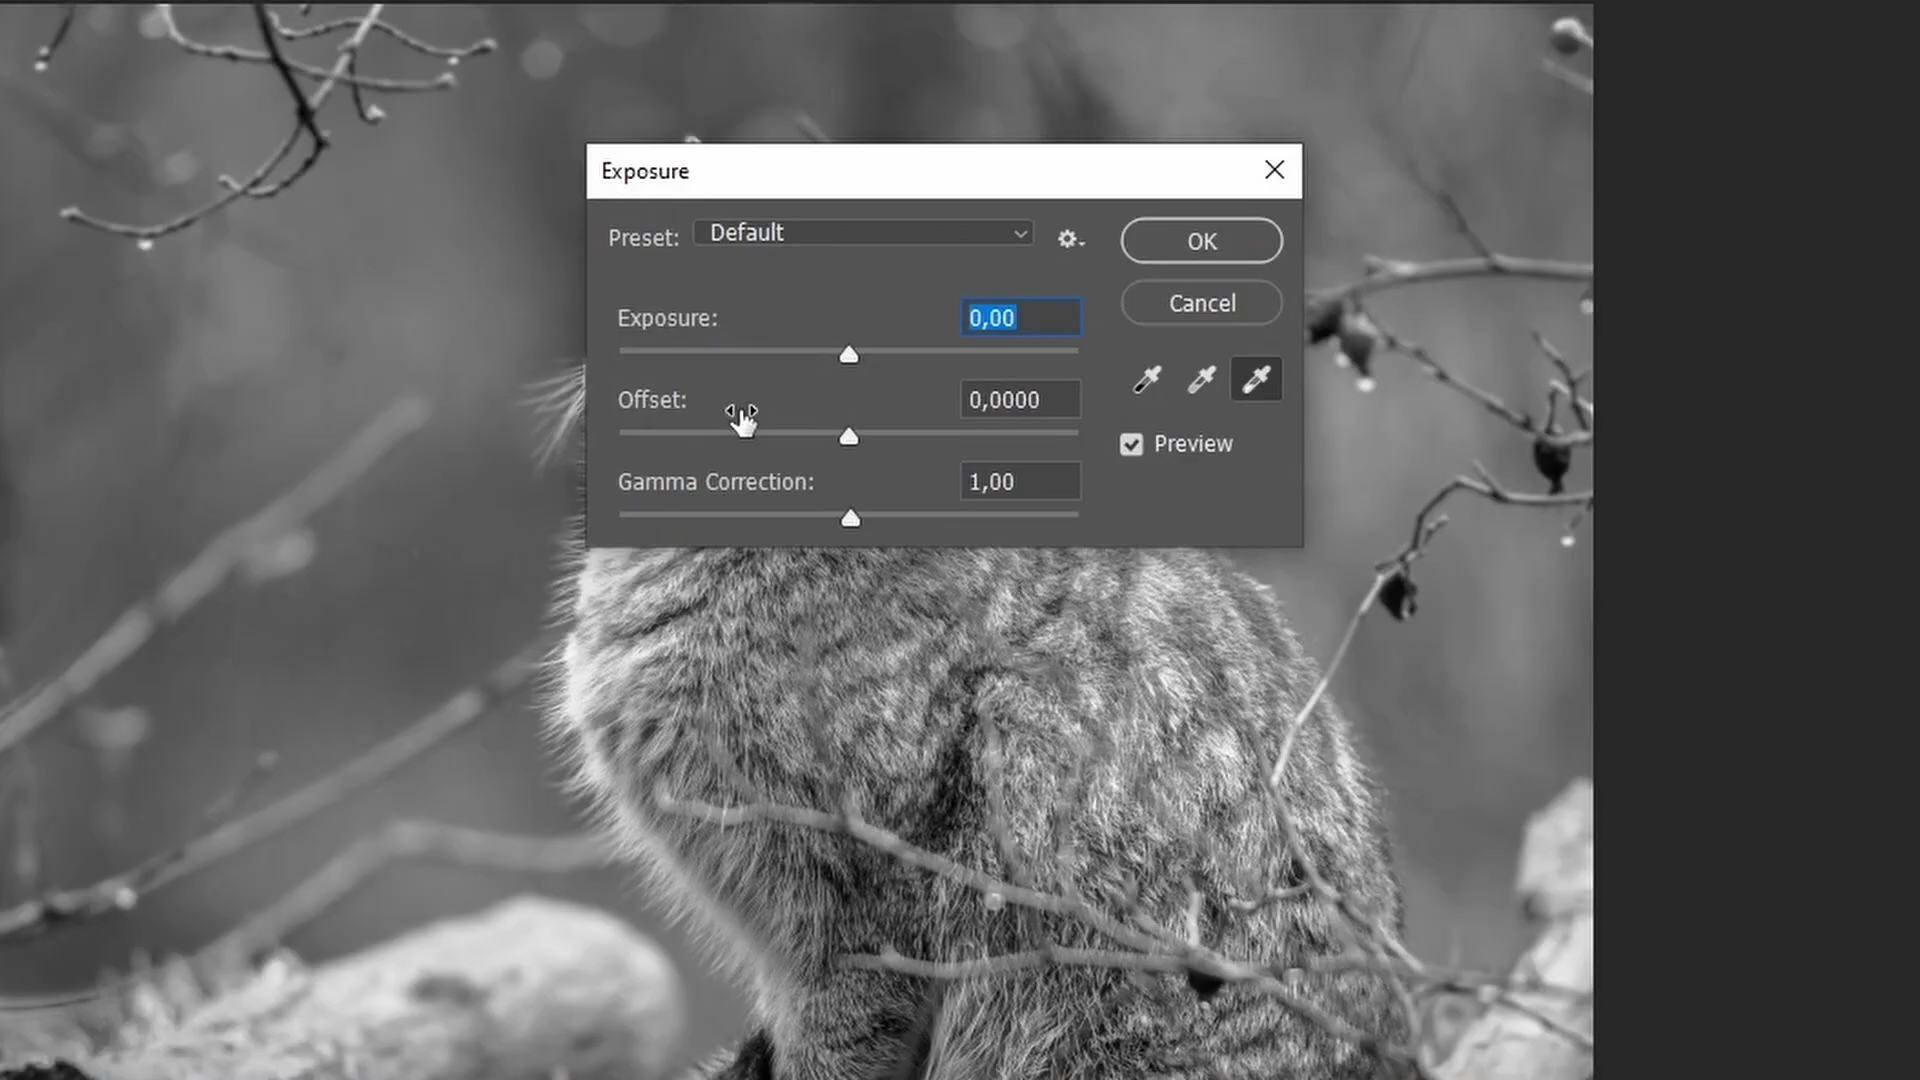 Exposure
Preset: Default
OK
Cancel
Exposure: 0,00
Offset: 0,0000
Gamma Correction: 1,00
Preview